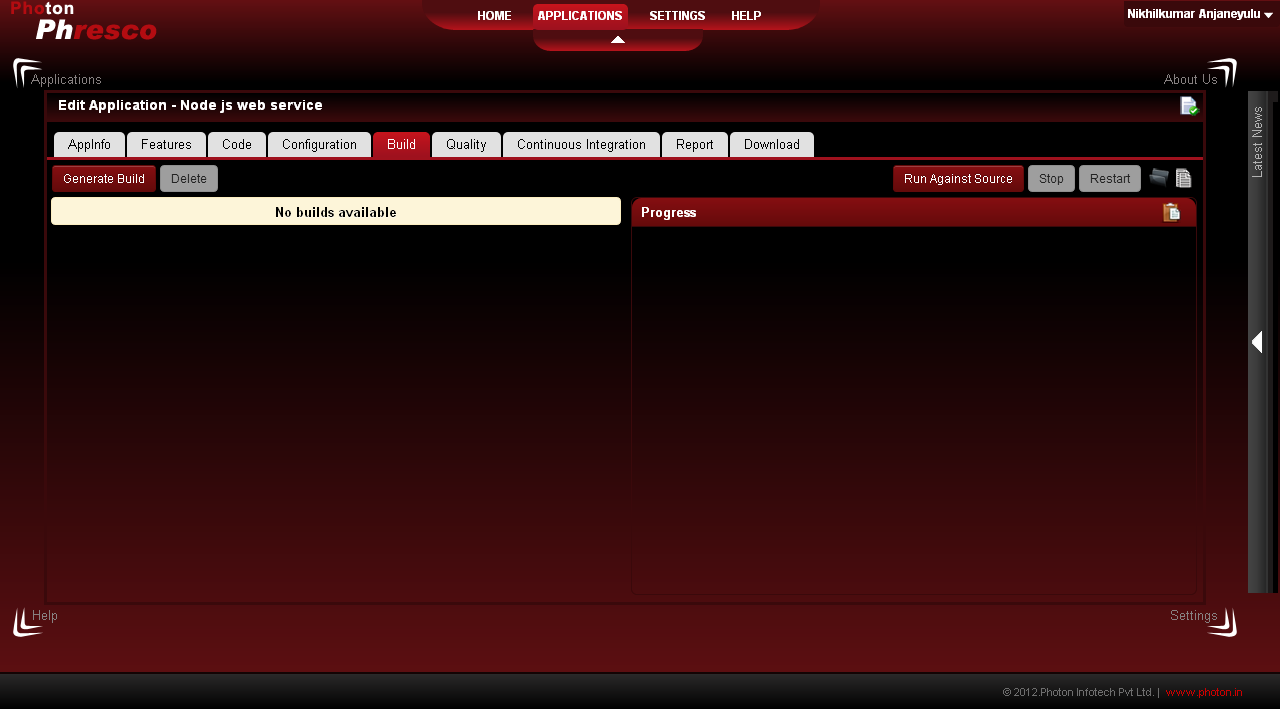 Photon
Phresco
HOME APPLICATIONS SETTINGS HELP
Nikhilkumar Anjaneyulu
Applications
About Us
Edit Application - Node js web service
Latest News
AppInfo Features Code Configuration Build Quality Continuous Integration Report Download
Generate Build Delete
Run Against Source Stop Restart
No builds available
Progress
Help
Settings
© 2012.Photon Infotech Pvt Ltd. | www.photon.in